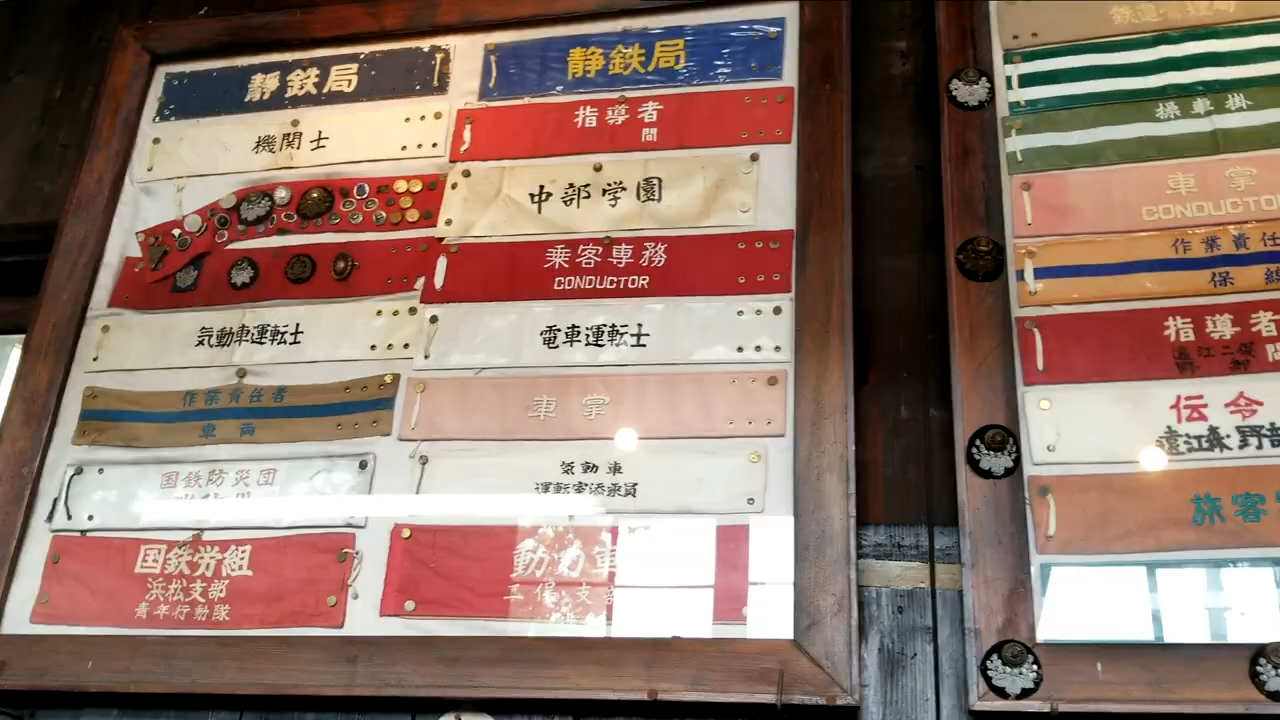 静鉄局
静鉄局
機関士
指導者
間
中部学園
乗客専務
CONDUCTOR
気動車運転士
電車運転士
作業責任者
車両
車掌
国鉄防災団
気動車
運転室添乗員
国鉄労組
浜松支部
青年行動隊
動力車
支
操車掛
車掌
CONDUCTO
作業責任
保線
指導者
伝令
旅客